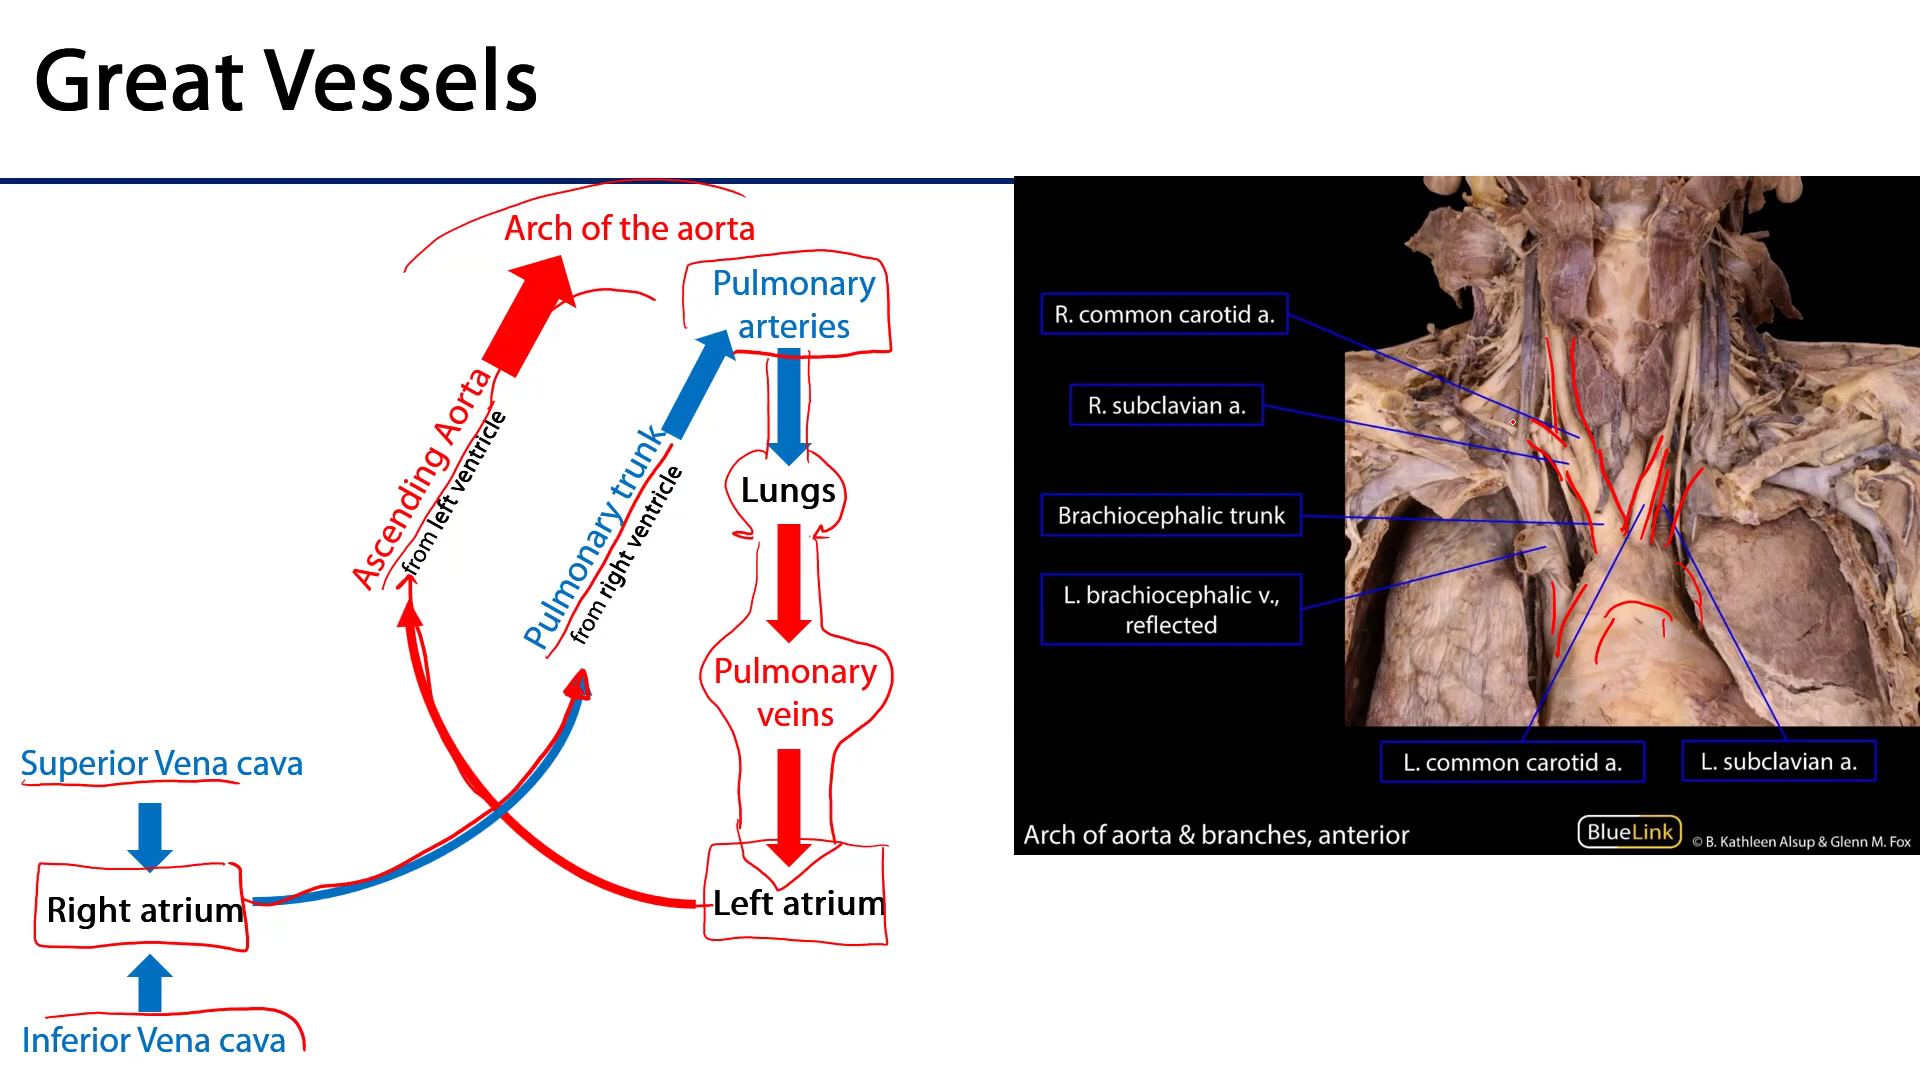 Great Vessels
Arch of the aorta
Pulmonary
arteries
Ascending Aorta
from left ventricle
Pulmonary trunk
from right ventricle
Lungs
Pulmonary
veins
Superior Vena cava
Right atrium
Left atrium
Inferior Vena cava
R. common carotid a.
R. subclavian a.
Brachiocephalic trunk
L. brachiocephalic v.,
reflected
L. common carotid a.
L. subclavian a.
Arch of aorta & branches, anterior
BlueLink
© B. Kathleen Alsup & Glenn M. Fox